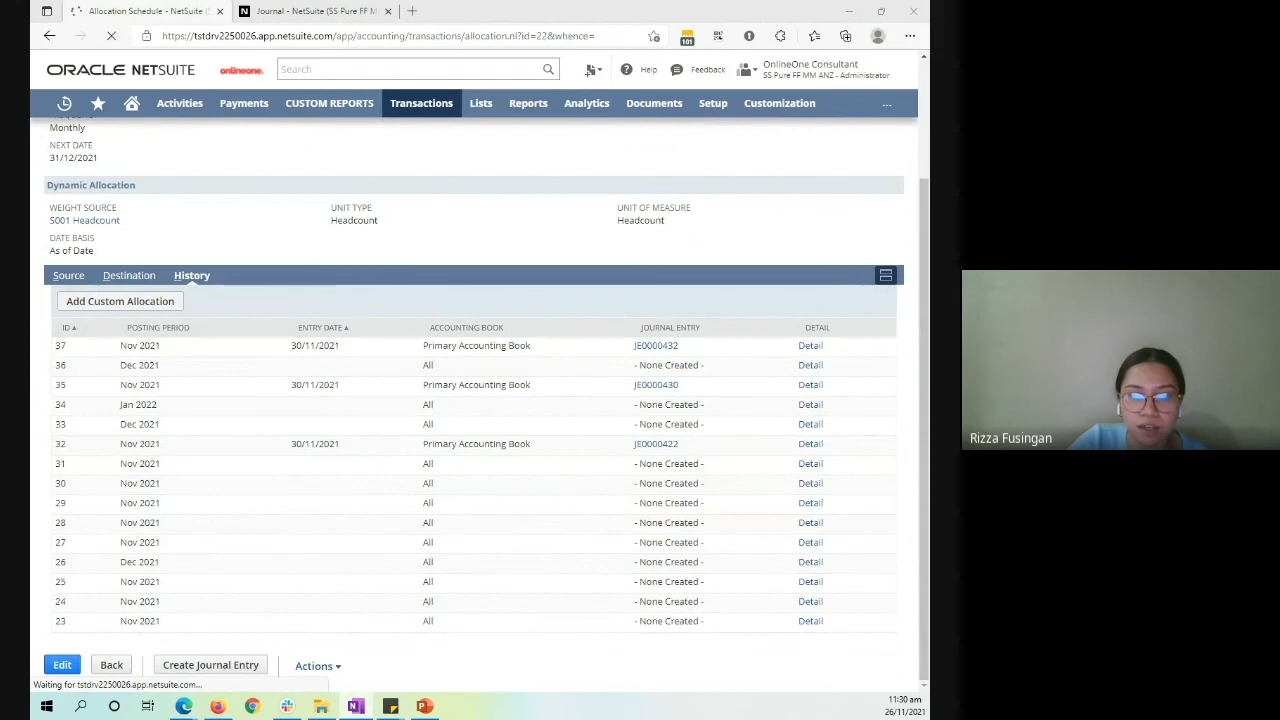 Allocation Schedule - NetSuite (S
Journal - NetSuite (SS Pure FF M
https://tstdrv2250026.app.netsuite.com/app/accounting/transactions/allocation.nl?id=22&whence=
101
ORACLE NETSUITE
onlineone.
Search
Help
Feedback
OnlineOne Consultant
SS Pure FF MM ANZ - Administrator
Activities Payments CUSTOM REPORTS Transactions Lists Reports Analytics Documents Setup Customization ...
Monthly
NEXT DATE
31/12/2021
Dynamic Allocation
WEIGHT SOURCE UNIT TYPE UNIT OF MEASURE
S001 Headcount Headcount Headcount
DATE BASIS
As of Date
Source Destination History
Add Custom Allocation
ID POSTING PERIOD ENTRY DATE ACCOUNTING BOOK JOURNAL ENTRY DETAIL
37 Nov 2021 30/11/2021 Primary Accounting Book JE0000432 Detail
36 Dec 2021 All - None Created - Detail
35 Nov 2021 30/11/2021 Primary Accounting Book JE0000430 Detail
34 Jan 2022 All - None Created - Detail
33 Dec 2021 All - None Created - Detail
32 Nov 2021 30/11/2021 Primary Accounting Book JE0000422 Detail
31 Nov 2021 All - None Created - Detail
30 Nov 2021 All - None Created - Detail
29 Nov 2021 All - None Created - Detail
28 Nov 2021 All - None Created - Detail
27 Nov 2021 All - None Created - Detail
26 Dec 2021 All - None Created - Detail
25 Nov 2021 All - None Created - Detail
24 Nov 2021 All - None Created - Detail
23 Nov 2021 All - None Created - Detail
Edit Back Create Journal Entry Actions
Waiting for tstdrv2250026.app.netsuite.com...
11:30 am
26/11/2021
Rizza Fusingan